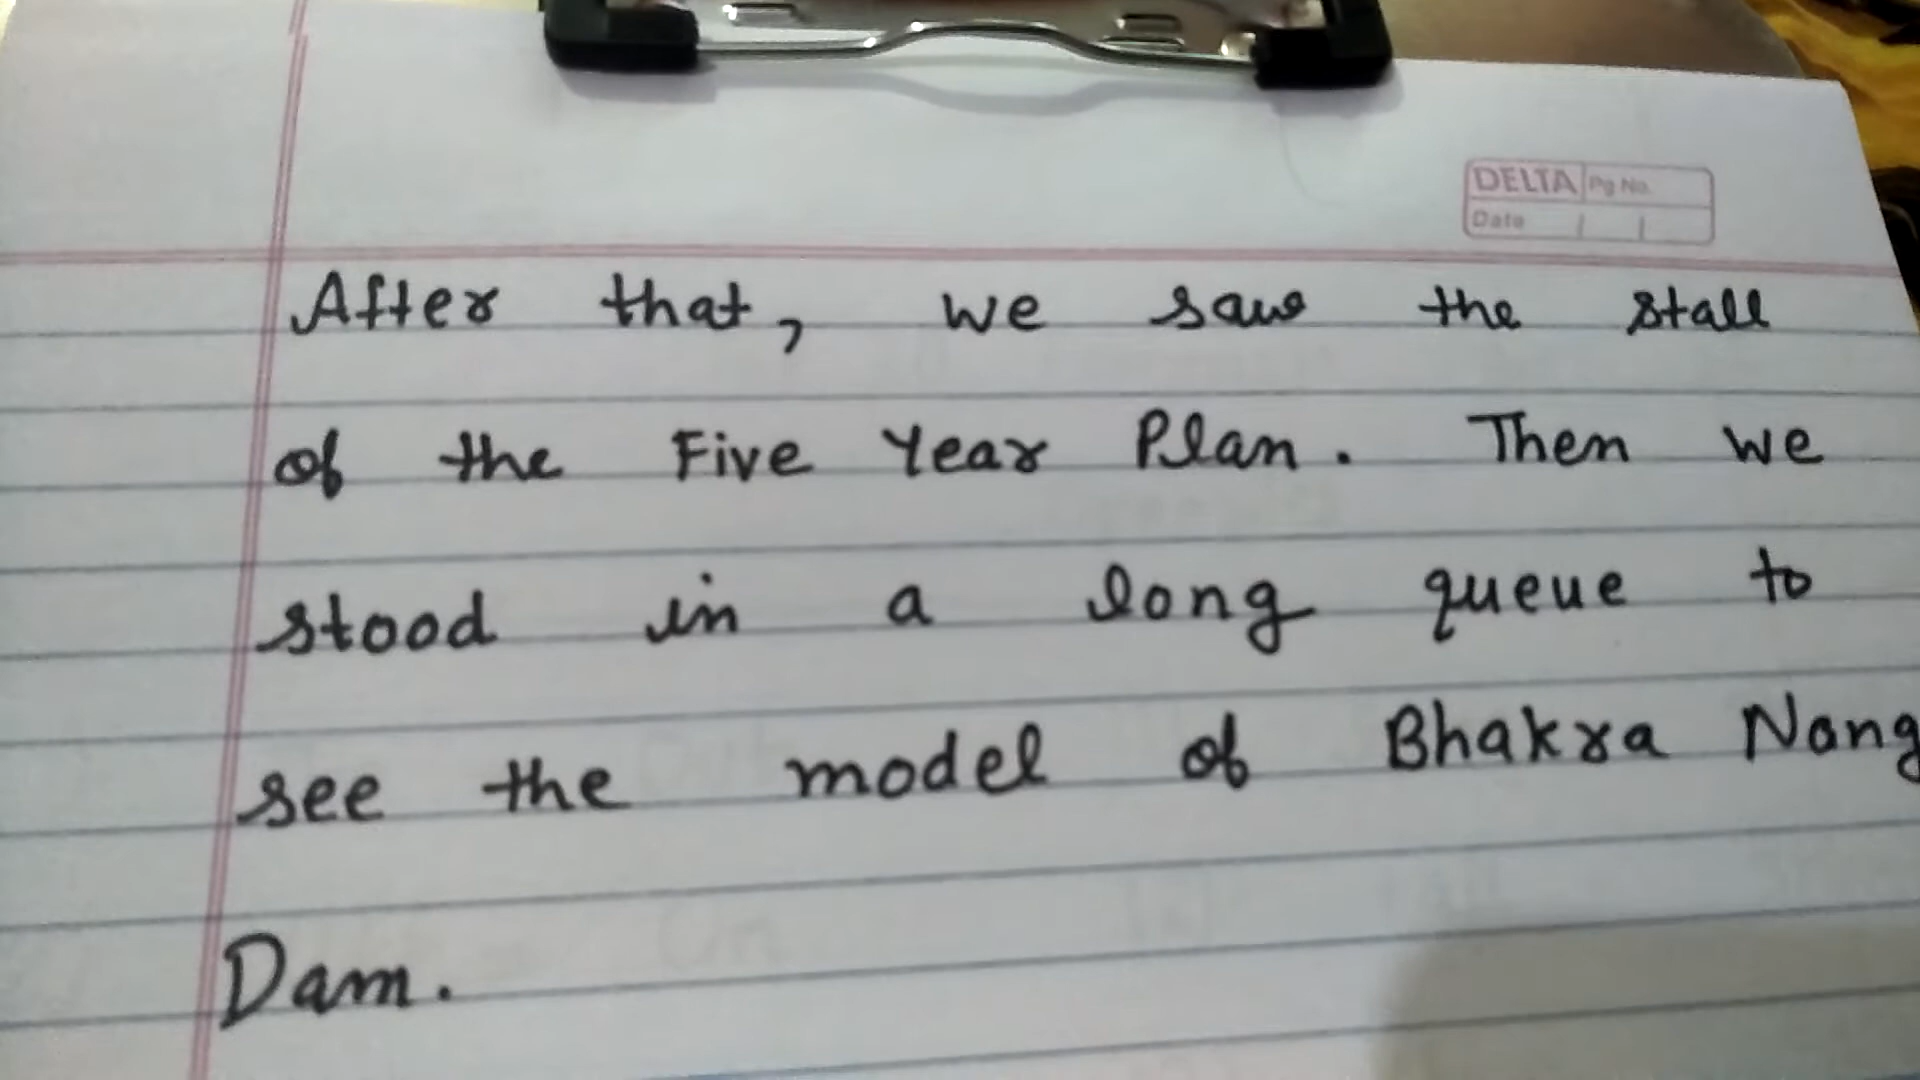 DELTA Pg No.
Date
After that, we saw the stall
of the Five Year Plan. Then we
stood in a long queue to
see the model of Bhakra Nang
Dam.